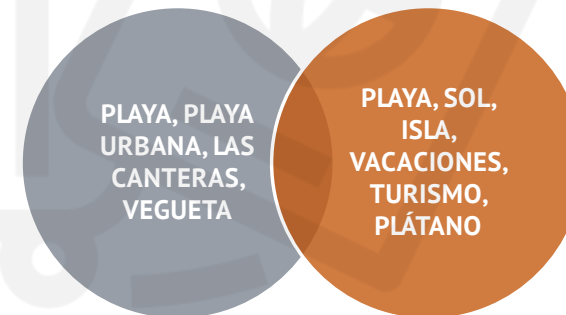 PLAYA, PLAYA
URBANA, LAS
CANTERAS,
VEGUETA
PLAYA, SOL,
ISLA,
VACACIONES,
TURISMO,
PLÁTANO